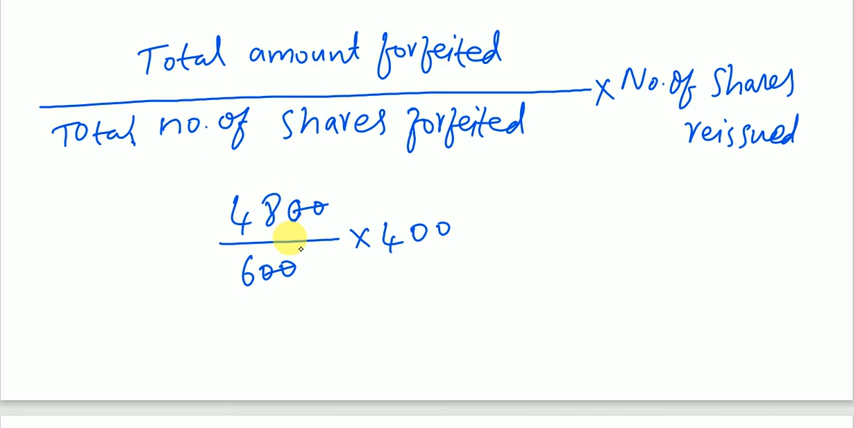 Total amount forfeited
Total no. of shares forfeited
× No. of shares
reissued
4800
600
× 400